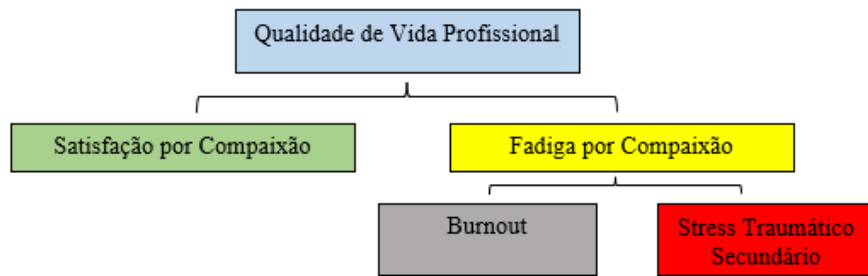 Qualidade de Vida Profissional
Satisfação por Compaixão
Fadiga por Compaixão
Burnout
Stress Traumático
Secundário